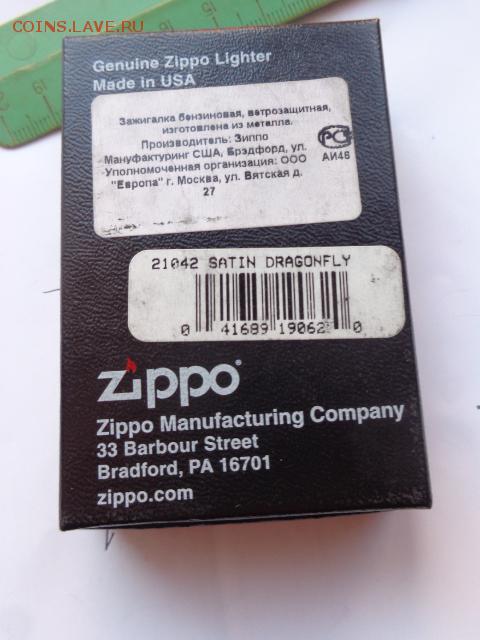 COINS.LAVE.RU
Genuine Zippo Lighter
Made in USA
Зажигалка бензиновая, ветрозащитная,
изготовлена из металла.
Производитель: Зиппо
Мануфактуринг США, Брэдфорд, ул.
Уполномоченная организация: ООО
"Европа" г. Москва, ул. Вятская д.
27
РСТ
АИ46
21042 SATIN DRAGONFLY
0 41689 19062 0
zippo
Zippo Manufacturing Company
33 Barbour Street
Bradford, PA 16701
zippo.com